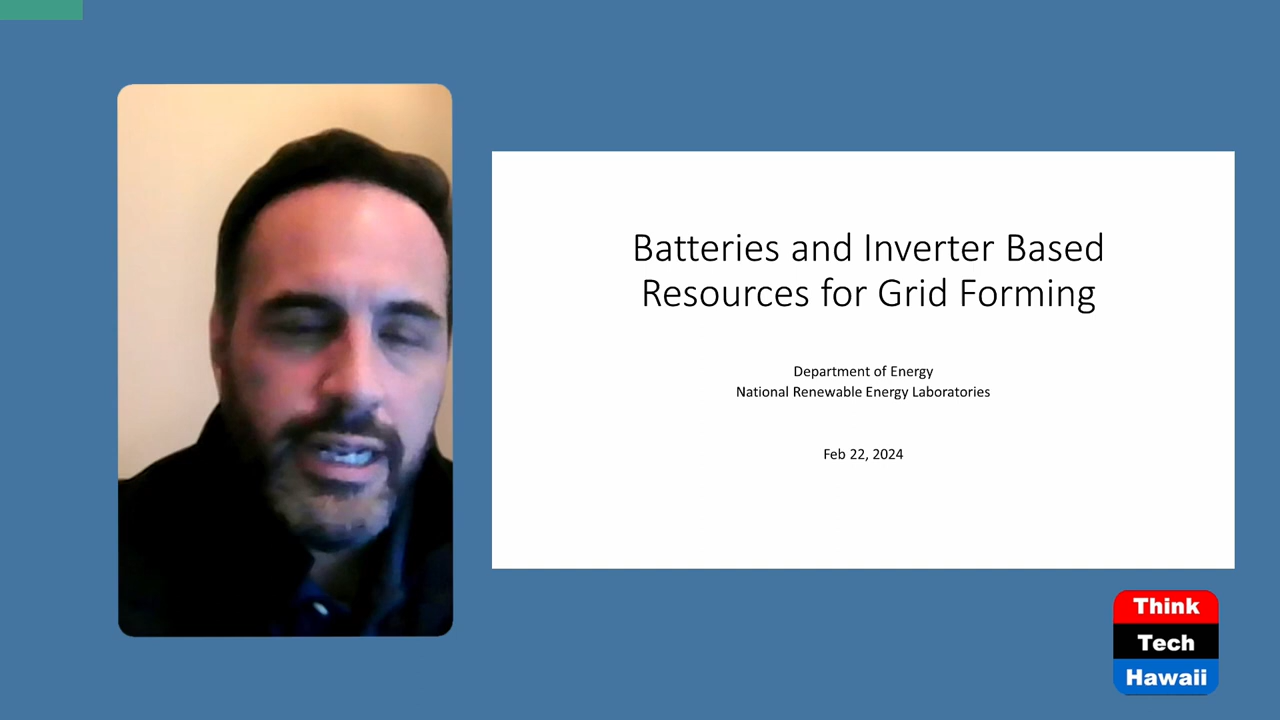 Batteries and Inverter Based
Resources for Grid Forming
Department of Energy
National Renewable Energy Laboratories
Feb 22, 2024
Think
Tech
Hawaii